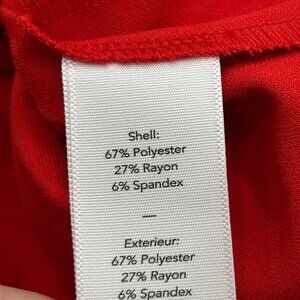 Shell:
67% Polyester
27% Rayon
6% Spandex
—
Exterieur:
67% Polyester
27% Rayon
6% Spandex